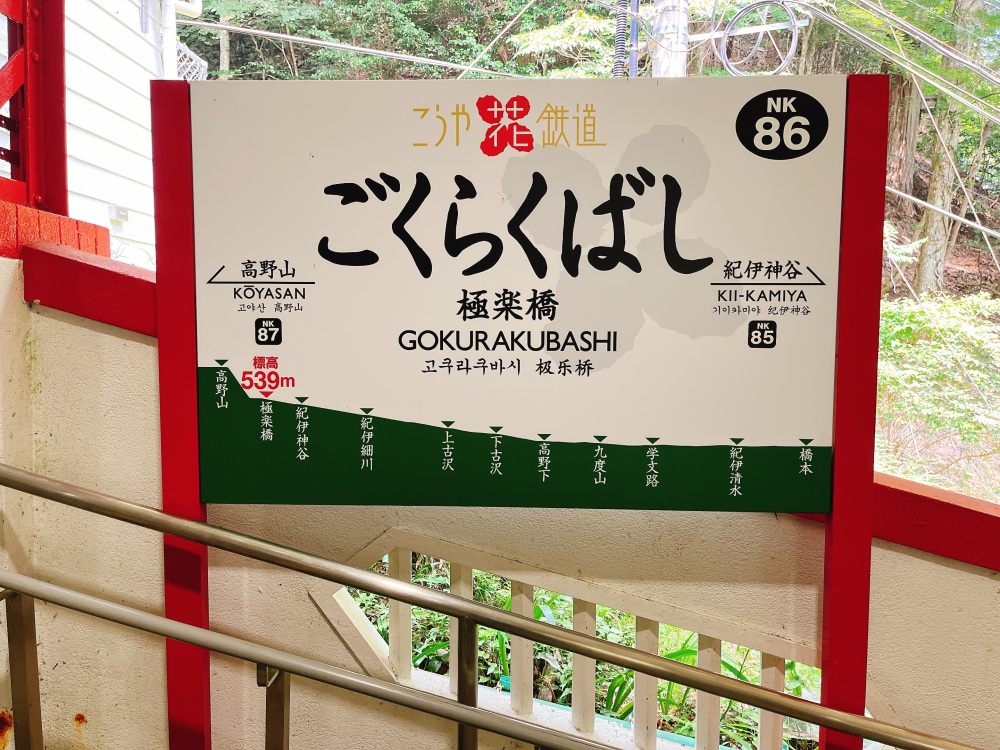 こうや花鉄道
NK
86
ごくらくばし
極楽橋
GOKURAKUBASHI
고쿠라쿠바시 极乐桥
高野山
KŌYASAN
고야산 高野山
NK
87
紀伊神谷
KII-KAMIYA
기이카미야 纪伊神谷
NK
85
標高
539m
高野山
極楽橋
紀伊神谷
紀伊細川
上古沢
下古沢
高野下
九度山
学文路
紀伊清水
橋本